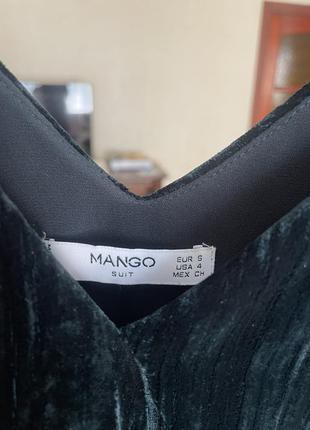 MANGO
SUIT
EUR S
USA 4
MEX CH